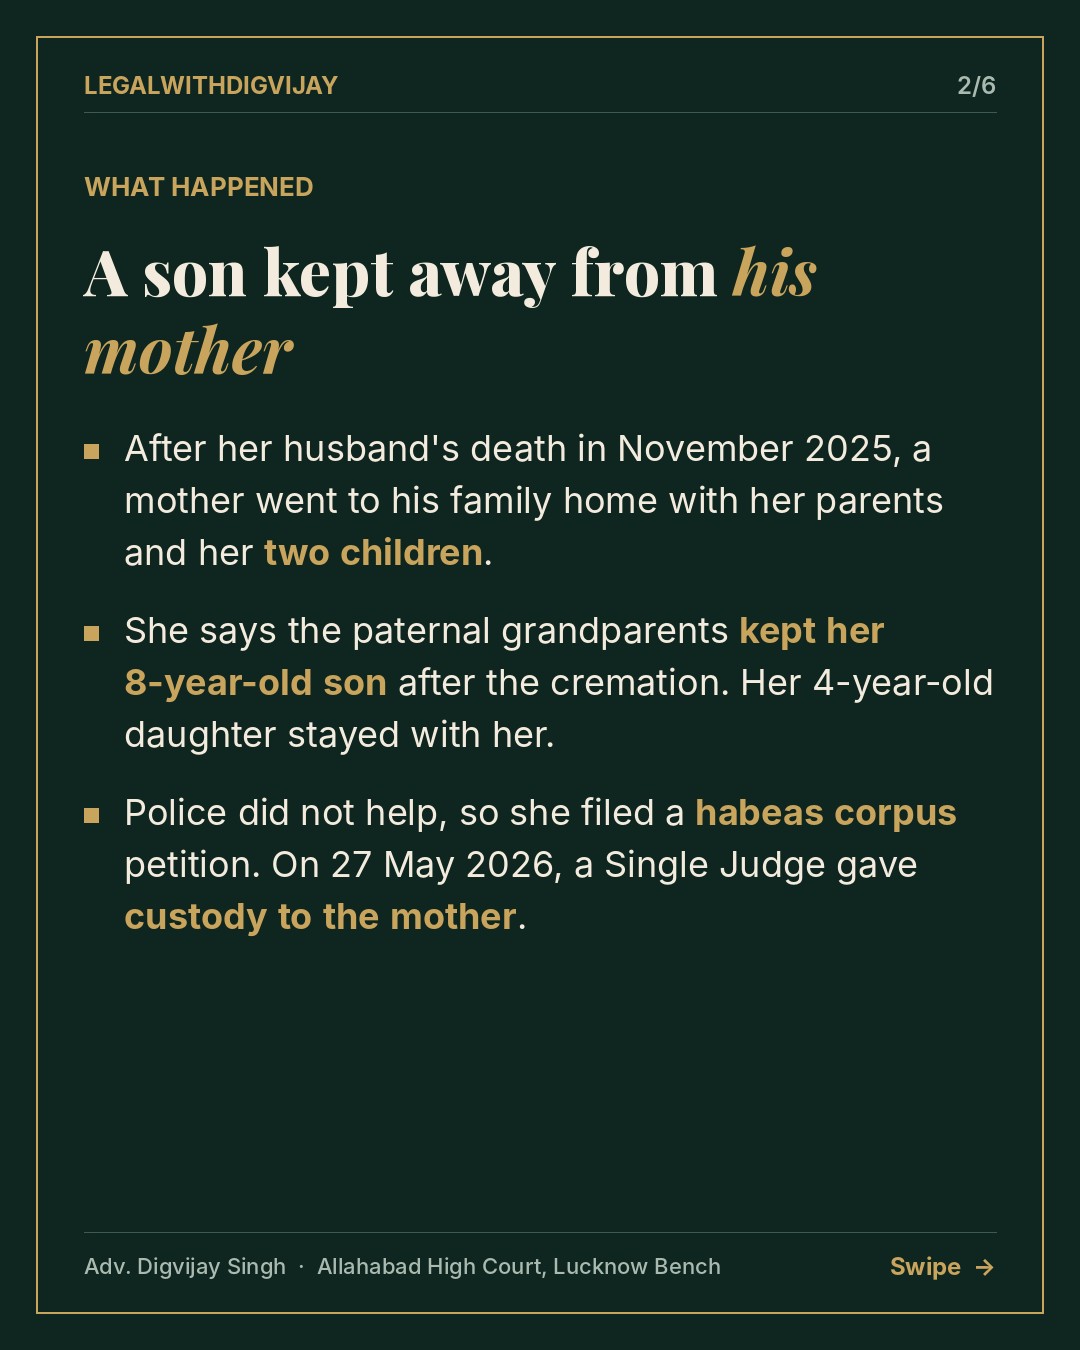 LEGALWITHDIGVIJAY
2/6
WHAT HAPPENED
A son kept away from his
mother
After her husband's death in November 2025, a
mother went to his family home with her parents
and her two children.
She says the paternal grandparents kept her
8-year-old son after the cremation. Her 4-year-old
daughter stayed with her.
Police did not help, so she filed a habeas corpus
petition. On 27 May 2026, a Single Judge gave
custody to the mother.
Adv. Digvijay Singh · Allahabad High Court, Lucknow Bench
Swipe →